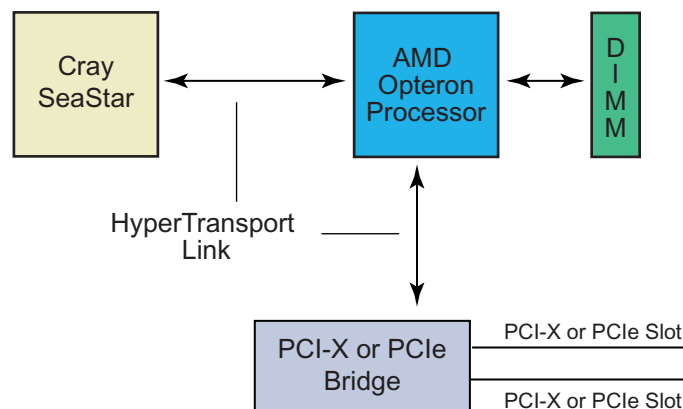 Cray
SeaStar
AMD
Opteron
Processor
D
I
M
M
HyperTransport
Link
PCI-X or PCIe
Bridge
PCI-X or PCIe Slot
PCI-X or PCIe Slot